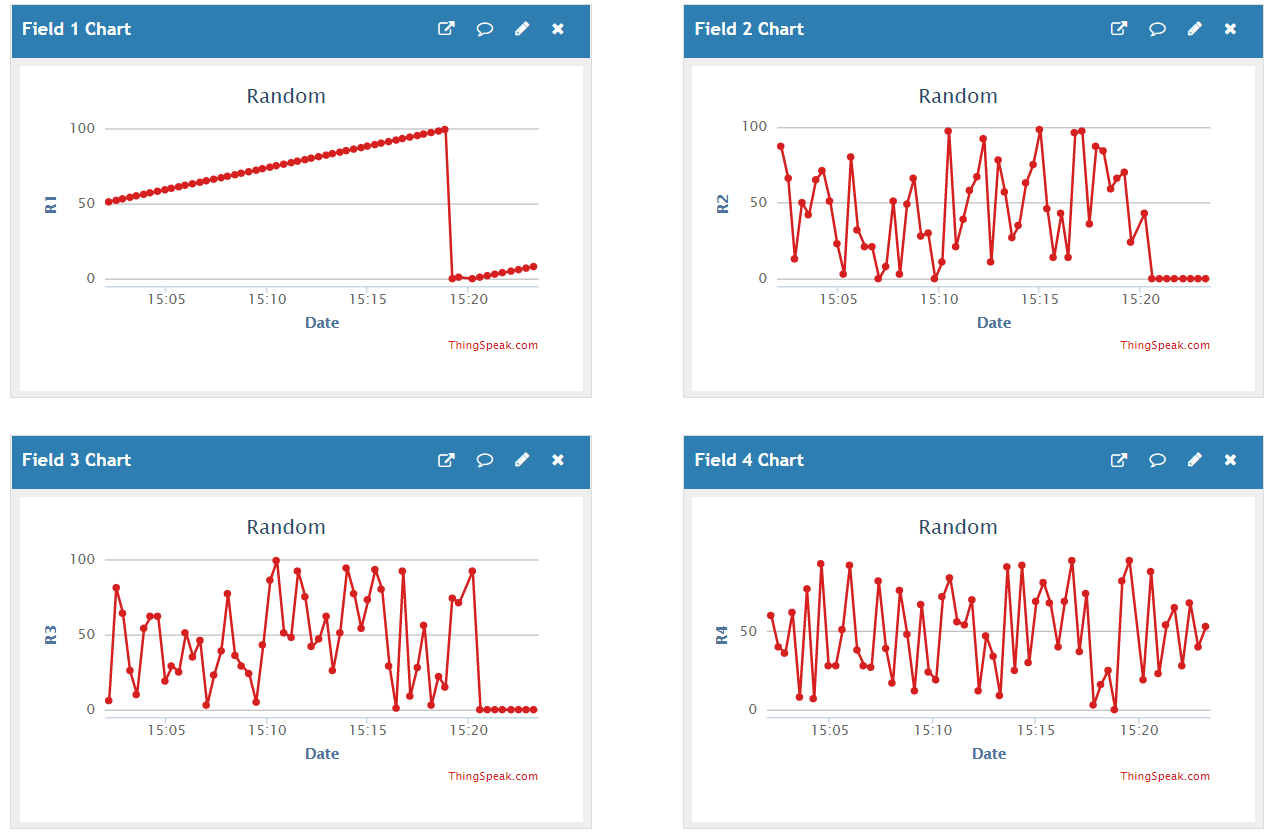 Field 1 Chart
Random
100
50
0
R1
15:05 15:10 15:15 15:20
Date
ThingSpeak.com
Field 2 Chart
Random
100
50
0
R2
15:05 15:10 15:15 15:20
Date
ThingSpeak.com
Field 3 Chart
Random
100
50
0
R3
15:05 15:10 15:15 15:20
Date
ThingSpeak.com
Field 4 Chart
Random
50
0
R4
15:05 15:10 15:15 15:20
Date
ThingSpeak.com